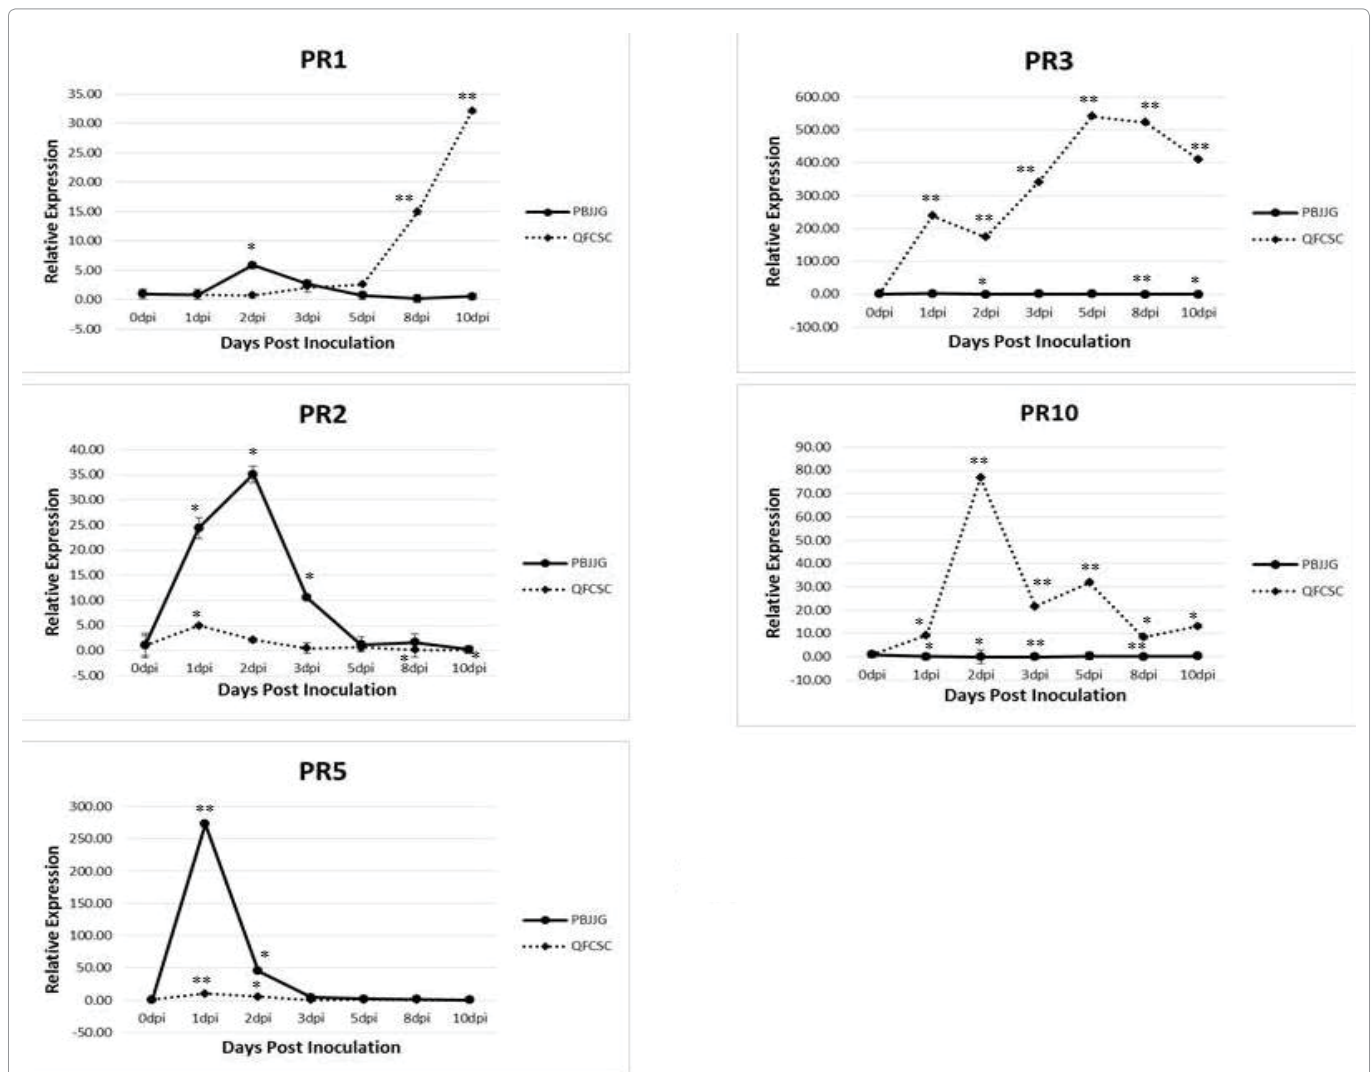 PR1
35.00
30.00
25.00
20.00
15.00
10.00
5.00
0.00
-5.00
Relative Expression
0dpi 1dpi 2dpi 3dpi 5dpi 8dpi 10dpi
Days Post Inoculation
* ** **
PBJJG
QFCSC
PR3
600.00
500.00
400.00
300.00
200.00
100.00
0.00
-100.00
Relative Expression
0dpi 1dpi 2dpi 3dpi 5dpi 8dpi 10dpi
Days Post Inoculation
** ** ** ** ** **
* ** *
PBJJG
QFCSC
PR2
40.00
35.00
30.00
25.00
20.00
15.00
10.00
5.00
0.00
-5.00
Relative Expression
0dpi 1dpi 2dpi 3dpi 5dpi 8dpi 10dpi
Days Post Inoculation
* * *
* * *
PBJJG
QFCSC
PR10
90.00
80.00
70.00
60.00
50.00
40.00
30.00
20.00
10.00
0.00
-10.00
Relative Expression
0dpi 1dpi 2dpi 3dpi 5dpi 8dpi 10dpi
Days Post Inoculation
* ** ** ** * *
* * ** **
PBJJG
QFCSC
PR5
300.00
250.00
200.00
150.00
100.00
50.00
0.00
-50.00
Relative Expression
0dpi 1dpi 2dpi 3dpi 5dpi 8dpi 10dpi
Days Post Inoculation
** *
** *
PBJJG
QFCSC